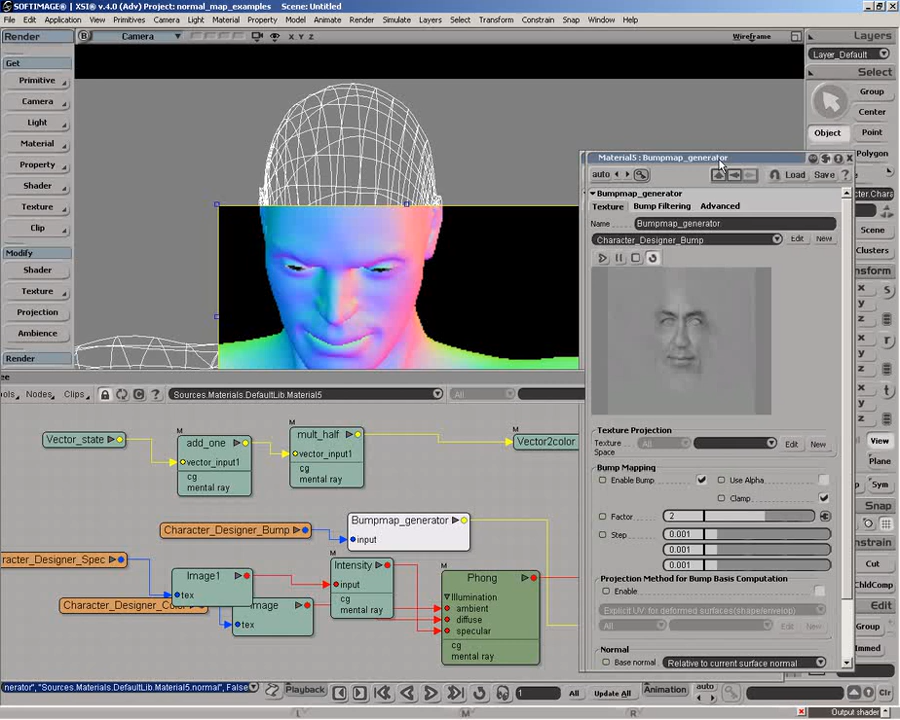 SOFTIMAGE® | XSI® v.4.0 (Adv) Project: normal_map_examples Scene: Untitled
File Edit View Primitives Camera Light Material Property Model Animate Render Simulate Layers Select Transform Constrain Snap Window Help
Render
Get
Primitive
Camera
Light
Material
Property
Shader
Texture
Clip
Modify
Shader
Texture
Projection
Ambience
Render
B Camera X Y Z Wireframe
Layers
Layer_Default
Select
Group
Center
Object Point
Polygon
Scene
Clusters
x s
y
z
x r
y
z
x t
y
z
View
Plane
Sym
Snap
Cut
ChldComp
Edit
Group
Material5 : Bumpmap_generator
auto Load Save ?
Bumpmap_generator
Texture Bump Filtering Advanced
Name Bumpmap_generator
Character_Designer_Bump Edit New
Texture Projection
Texture Space All Edit New
Bump Mapping
Enable Bump Use Alpha
Clamp
Factor 2
Step 0.001
0.001
0.001
Projection Method for Bump Basis Computation
Enable
Explicit UV: for deformed surfaces(shape/envelop)
All Edit New
Normal
Base normal Relative to current surface normal
Nodes Clips ? Sources.Materials.DefaultLib.Material5 All
Vector_state
M
add_one
vector_input1
cg
mental ray
M
mult_half
vector_input1
cg
mental ray
M
Vector2color
Character_Designer_Bump
Bumpmap_generator
input
Image1
tex
Image
tex
M
Intensity
input
cg
mental ray
M
Phong
Illumination
ambient
diffuse
specular
cg
mental ray
nerator", "Sources.Materials.DefaultLib.Material5.normal", False
Playback 1 All Update All Animation auto Clr
L M R Output shader